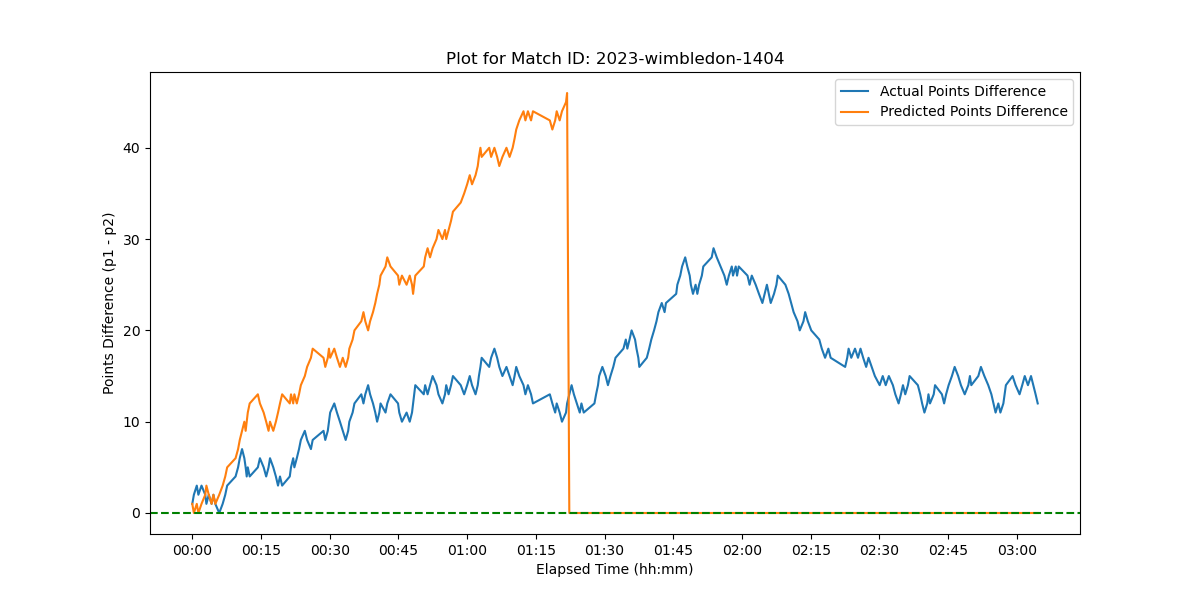 Plot for Match ID: 2023-wimbledon-1404
Actual Points Difference
Predicted Points Difference
Points Difference (p1 - p2)
40
30
20
10
0
00:00 00:15 00:30 00:45 01:00 01:15 01:30 01:45 02:00 02:15 02:30 02:45 03:00
Elapsed Time (hh:mm)